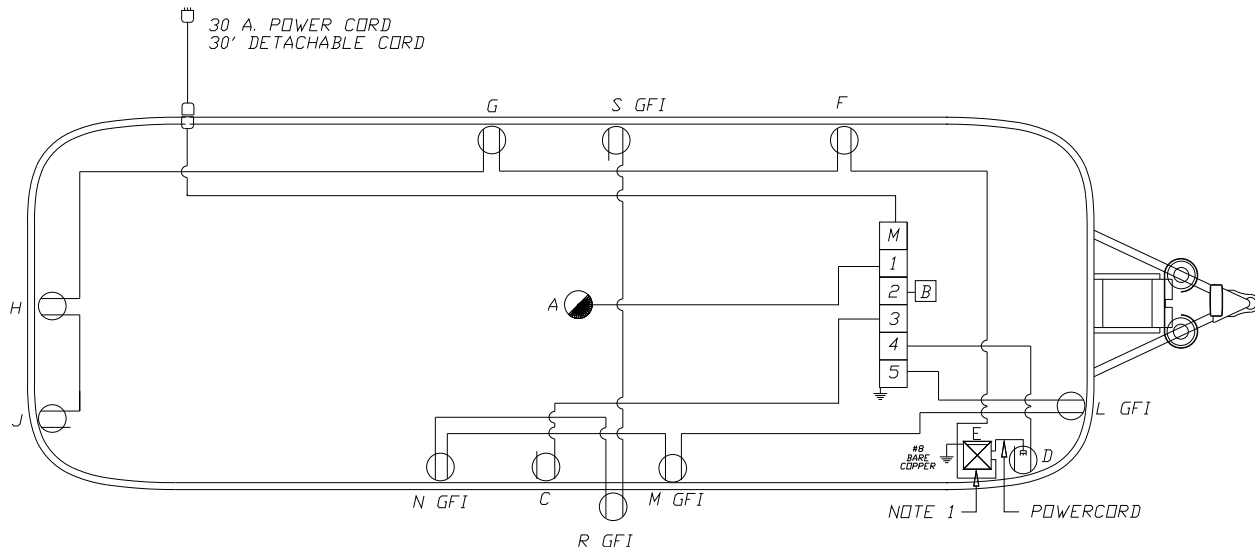 30 A. POWER CORD
30' DETACHABLE CORD
G
S GFI
F
M
1
2
B
3
4
5
A
H
J
L GFI
E
#8
BARE
COPPER
D
N GFI
C
M GFI
NOTE 1
POWERCORD
R GFI